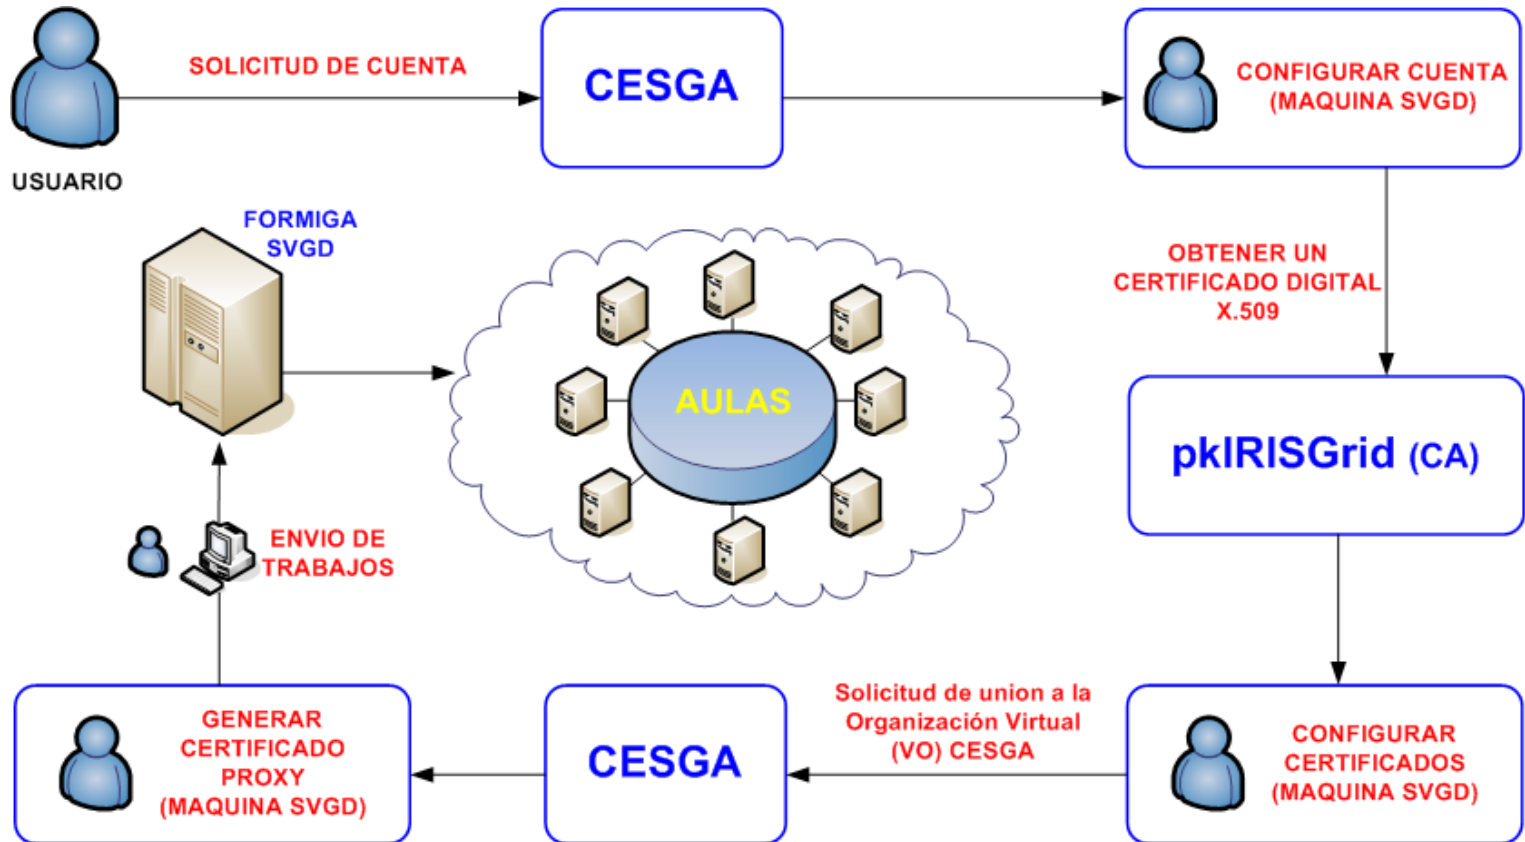 SOLICITUD DE CUENTA
CESGA
CONFIGURAR CUENTA
(MAQUINA SVGD)
USUARIO
FORMIGA
SVGD
OBTENER UN
CERTIFICADO DIGITAL
X.509
AULAS
pkIRISGrid (CA)
ENVIO DE
TRABAJOS
GENERAR
CERTIFICADO
PROXY
(MAQUINA SVGD)
CESGA
Solicitud de union a la
Organización Virtual
(VO) CESGA
CONFIGURAR
CERTIFICADOS
(MAQUINA SVGD)